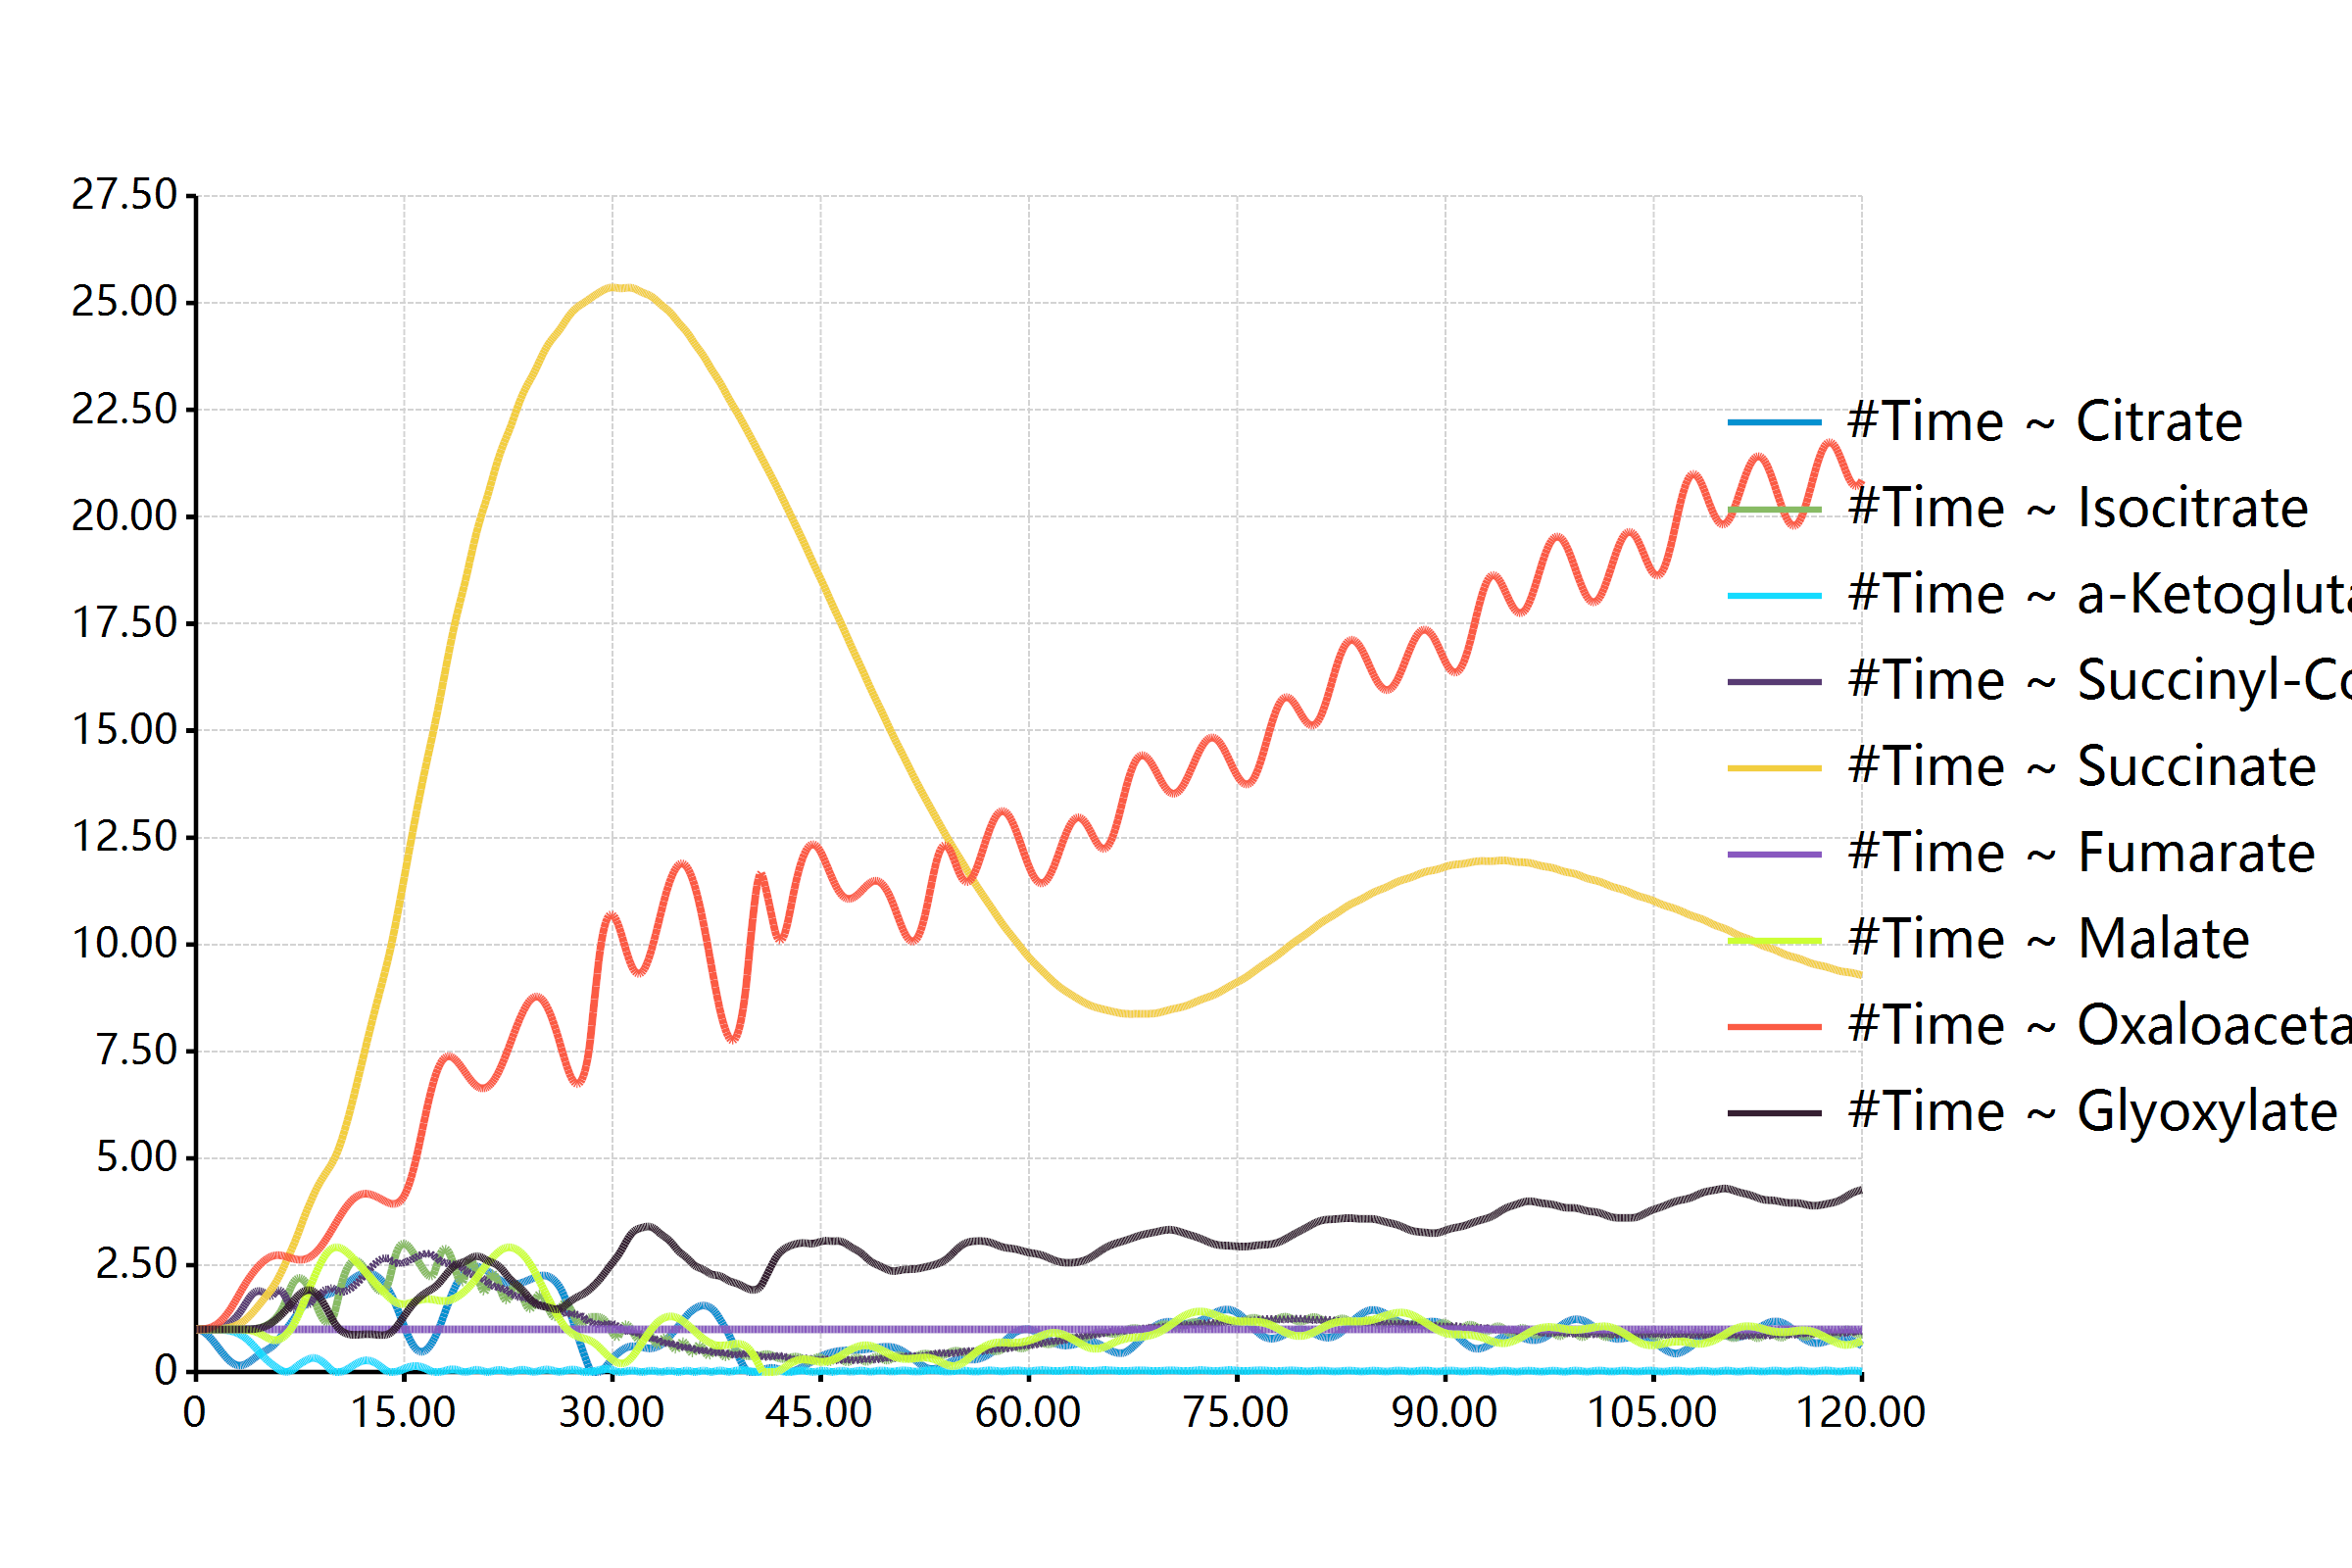 27.50
25.00
22.50
20.00
17.50
15.00
12.50
10.00
7.50
5.00
2.50
0
0 15.00 30.00 45.00 60.00 75.00 90.00 105.00 120.00
#Time ~ Citrate
#Time ~ Isocitrate
#Time ~ a-Ketogluta
#Time ~ Succinyl-Co
#Time ~ Succinate
#Time ~ Fumarate
#Time ~ Malate
#Time ~ Oxaloaceta
#Time ~ Glyoxylate